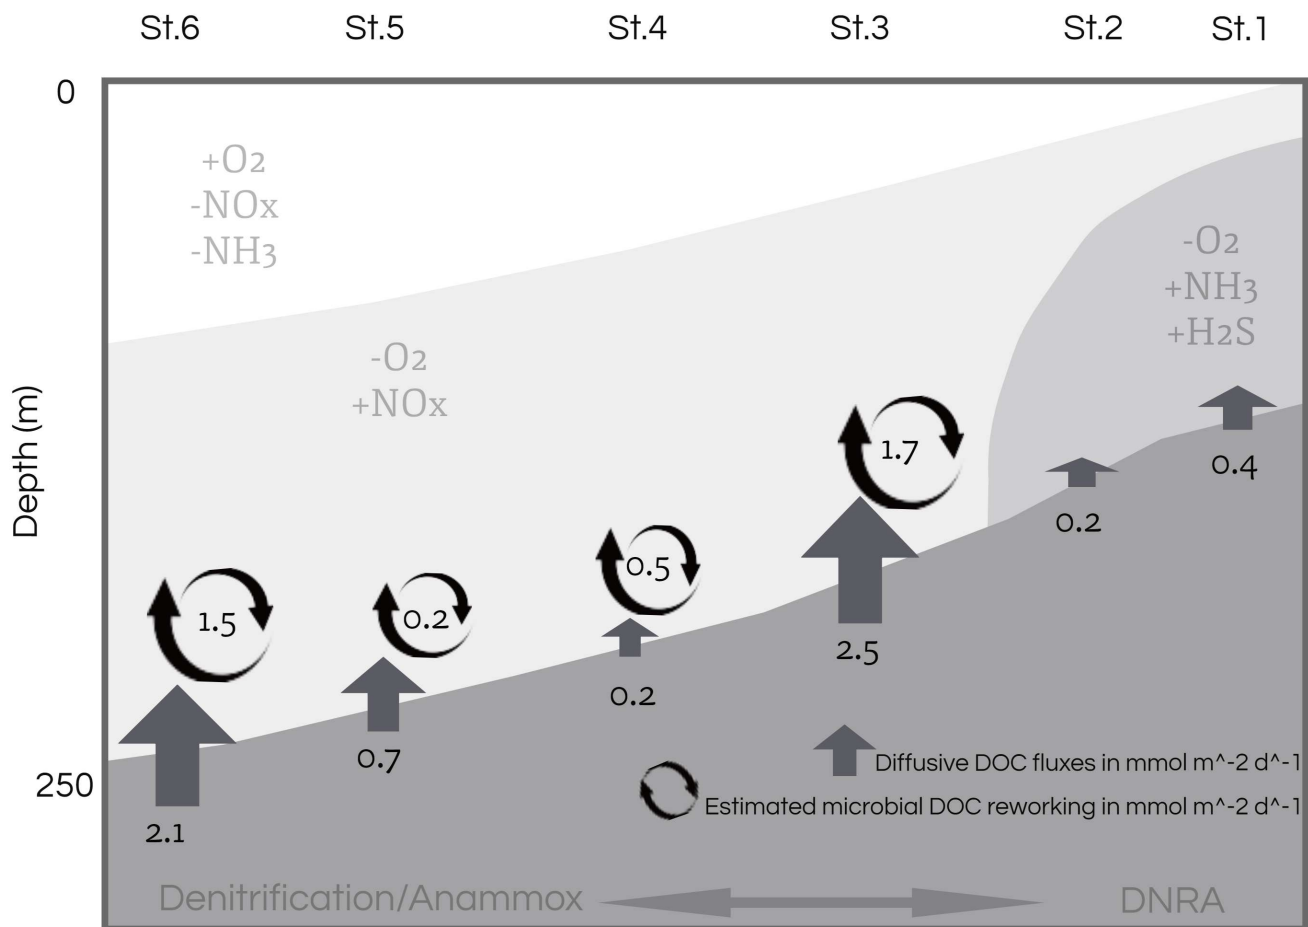 St.6 St.5 St.4 St.3 St.2 St.1
0
+O2
-NOx
-NH3
-O2
+NH3
+H2S
-O2
+NOx
Depth (m)
1.7
0.4
0.2
0.5
1.5
0.2
2.5
0.2
0.7
Diffusive DOC fluxes in mmol m^-2 d^-1
250
Estimated microbial DOC reworking in mmol m^-2 d^-1
2.1
Denitrification/Anammox DNRA